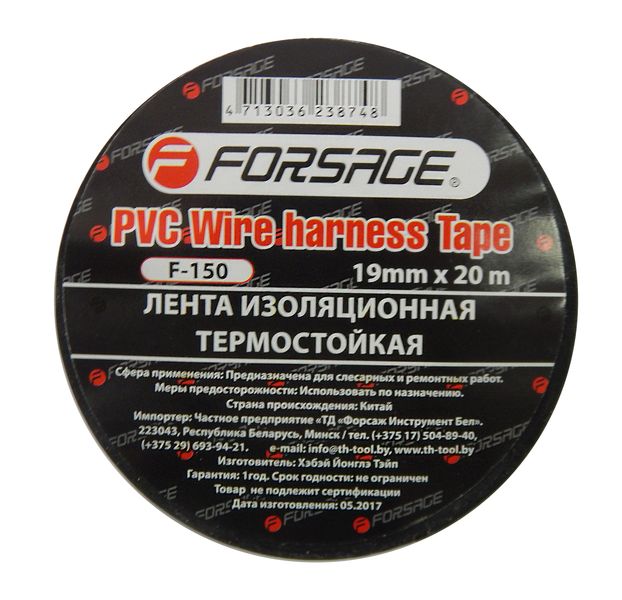 4 713036 238748
FORSAGE®
PVC Wire harness Tape
F-150 19mm x 20 m
ЛЕНТА ИЗОЛЯЦИОННАЯ
ТЕРМОСТОЙКАЯ
Сфера применения: Предназначена для слесарных и ремонтных работ.
Меры предосторожности: Использовать по назначению.
Страна происхождения: Китай
Импортер: Частное предприятие «ТД «Форсаж Инструмент Бел».
223043, Республика Беларусь, Минск / тел. (+375 17) 504-89-40,
(+375 29) 693-94-21. e-mail: info@th-tool.by, www.th-tool.by
Изготовитель: Хэбэй Йонглэ Тэйп
Гарантия: 1год. Срок годности: не ограничен
Товар не подлежит сертификации
Дата изготовления: 05.2017